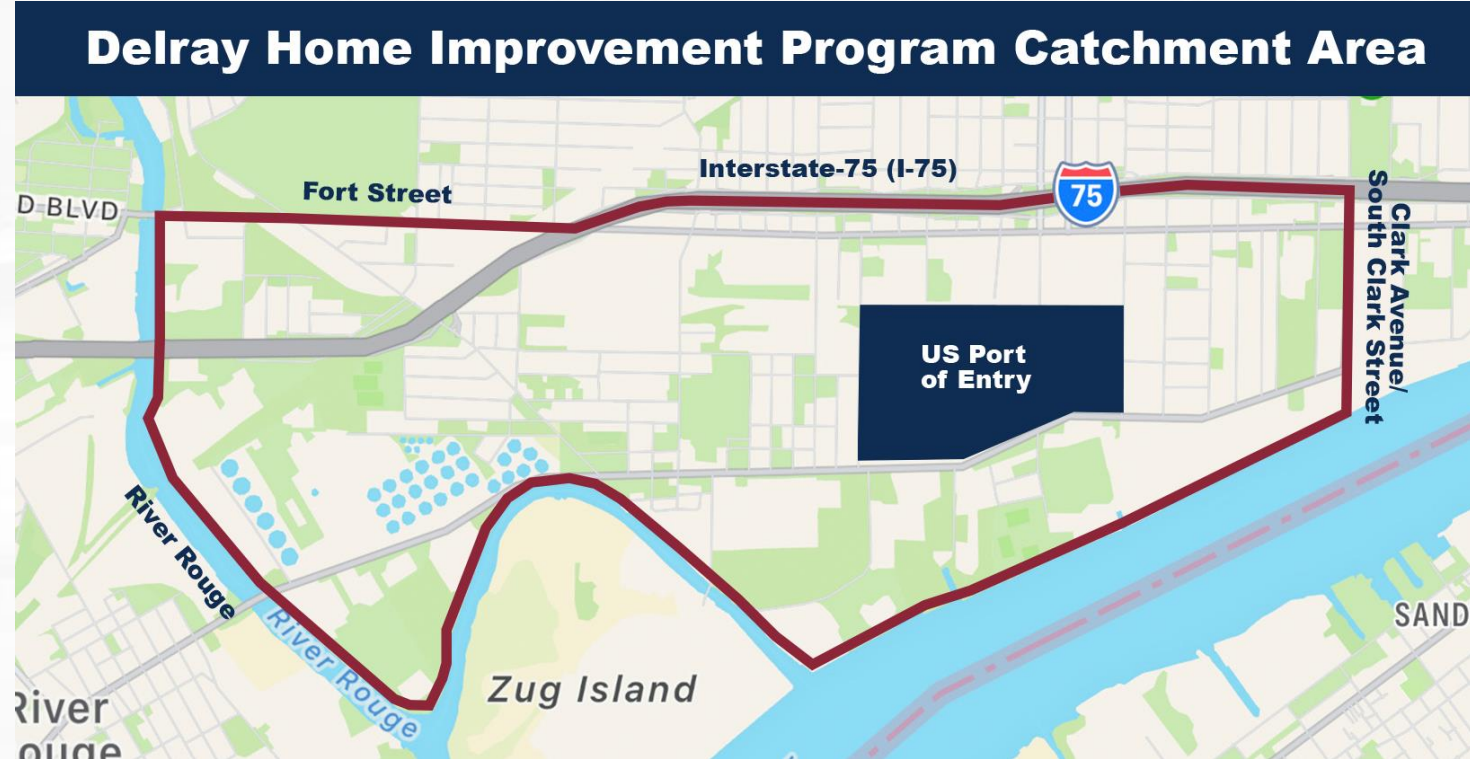 Delray Home Improvement Program Catchment Area
Interstate-75 (I-75)
Fort Street
75
D BLVD
Clark Avenue/
South Clark Street
US Port
of Entry
River Rouge
River Rouge
Zug Island
SAND
River
ouge